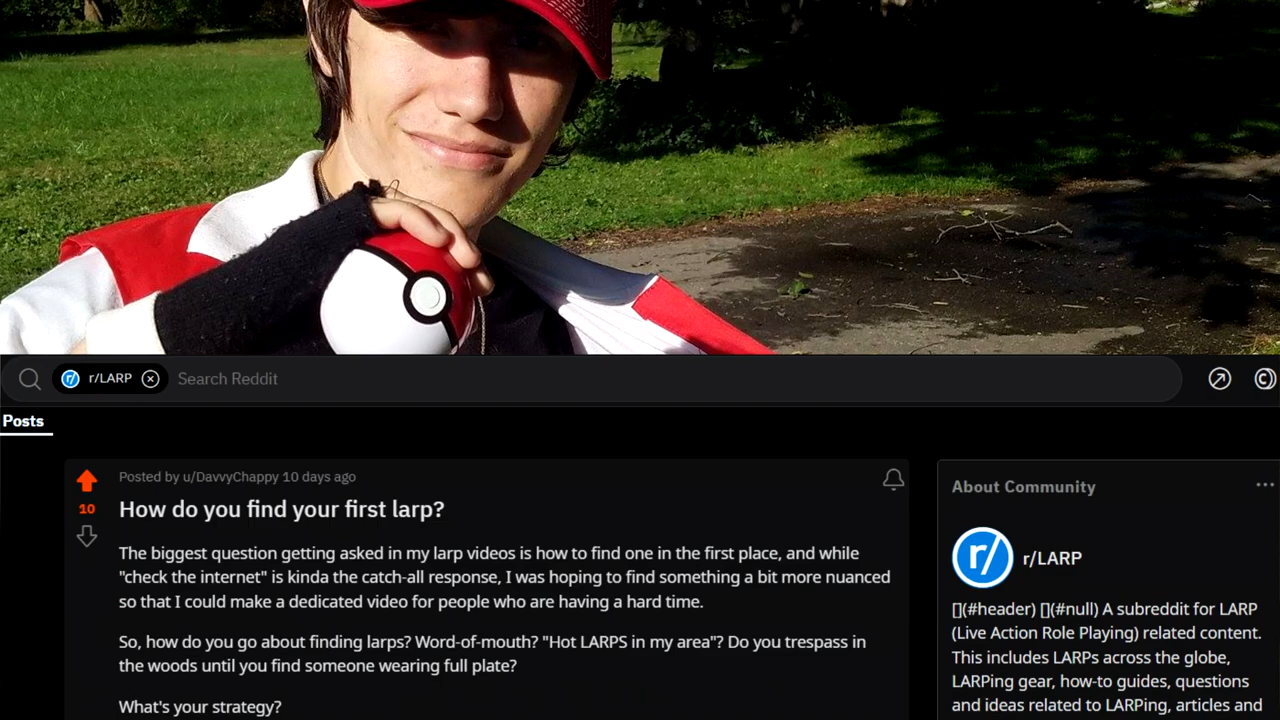 r/LARP
Search Reddit
Posts
Posted by u/DavvyChappy 10 days ago
10
How do you find your first larp?
The biggest question getting asked in my larp videos is how to find one in the first place, and while
"check the internet" is kinda the catch-all response, I was hoping to find something a bit more nuanced
so that I could make a dedicated video for people who are having a hard time.
So, how do you go about finding larps? Word-of-mouth? "Hot LARPS in my area"? Do you trespass in
the woods until you find someone wearing full plate?
What's your strategy?
About Community
r/
r/LARP
[](#header) [](#null) A subreddit for LARP
(Live Action Role Playing) related content.
This includes LARPs across the globe,
LARPing gear, how-to guides, questions
and ideas related to LARPing, articles and